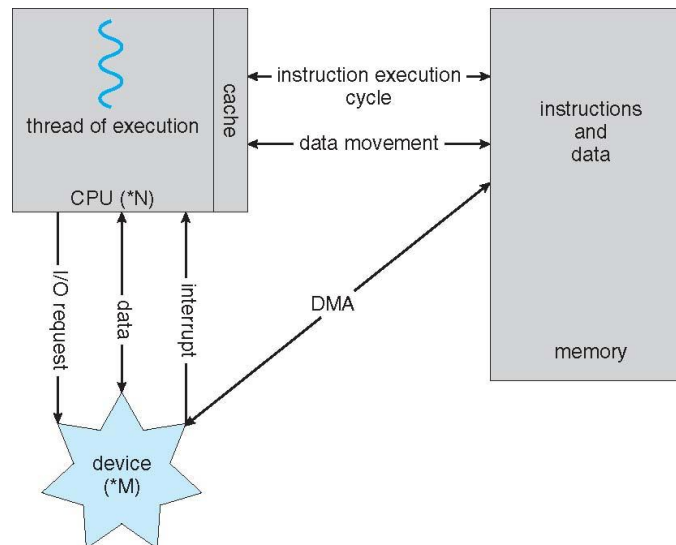 thread of execution
cache
CPU (*N)
instruction execution
cycle
data movement
instructions
and
data
memory
DMA
I/O request
data
interrupt
device
(*M)